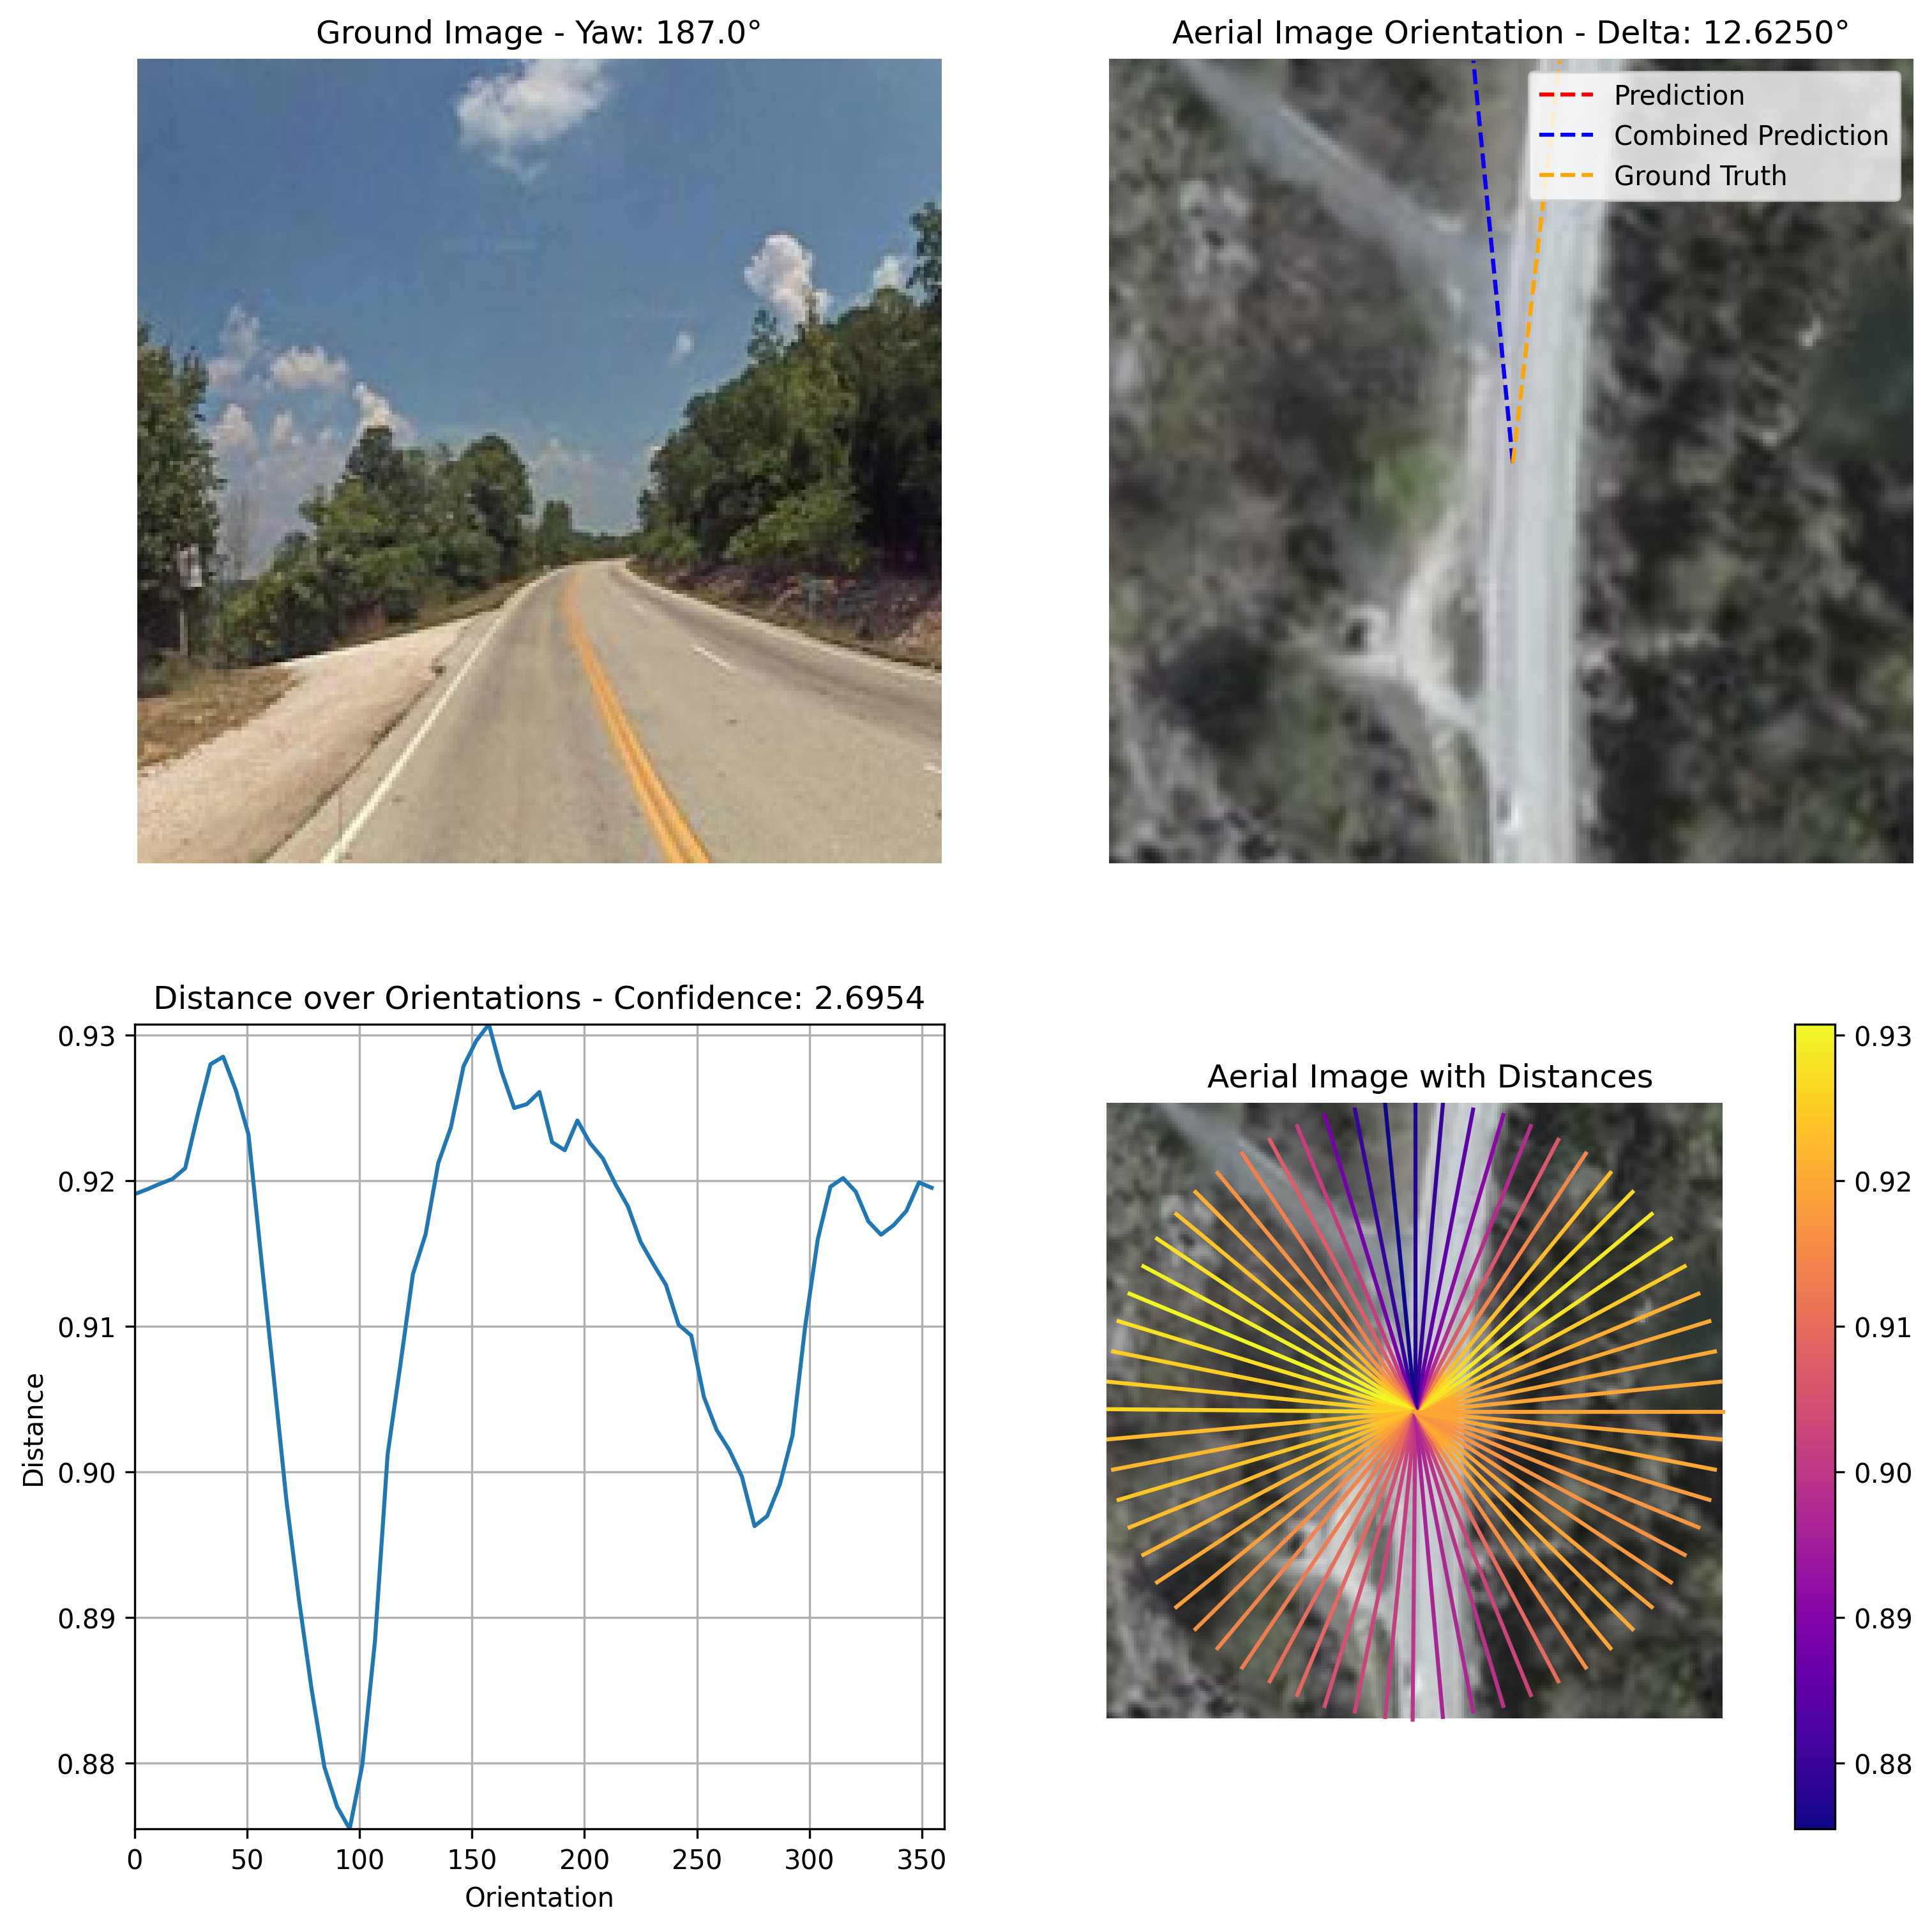 Ground Image - Yaw: 187.0°
Aerial Image Orientation - Delta: 12.6250°
Prediction
Combined Prediction
Ground Truth
Distance over Orientations - Confidence: 2.6954
0.93
0.92
0.91
0.90
0.89
0.88
Distance
0
50
100
150
200
250
300
350
Orientation
Aerial Image with Distances
0.93
0.92
0.91
0.90
0.89
0.88